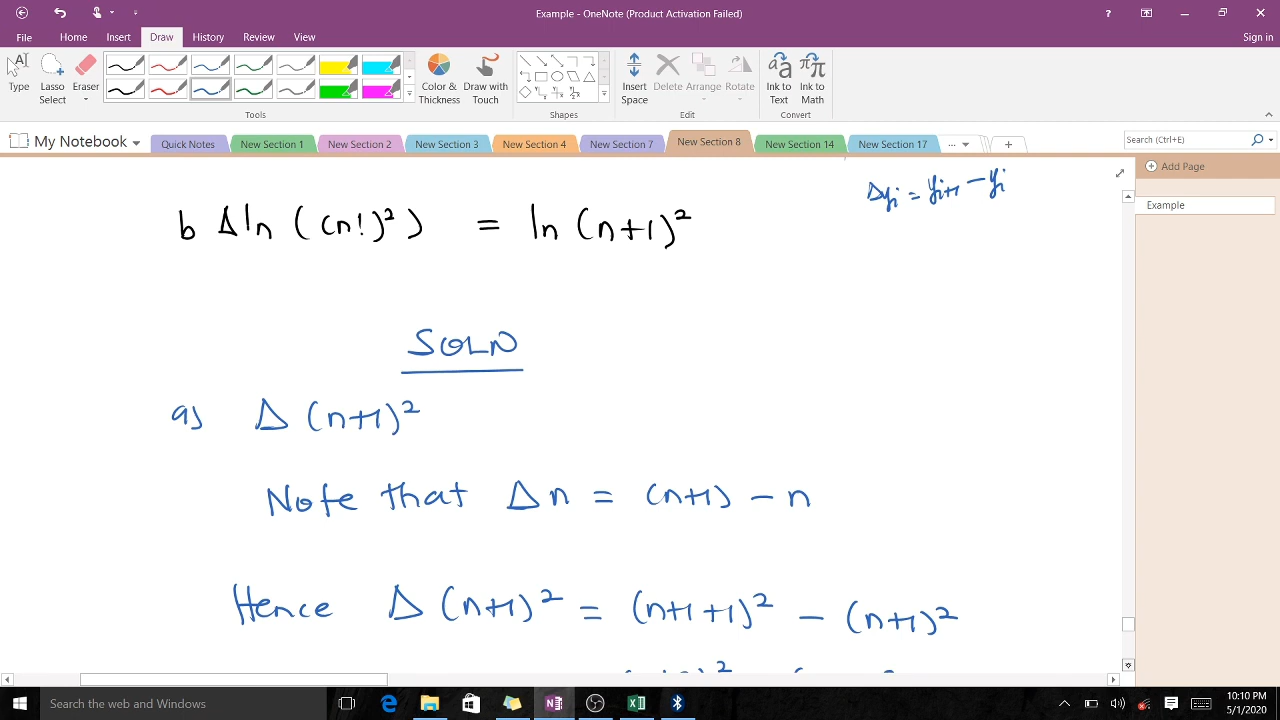 Example - OneNote (Product Activation Failed)
File Home Insert Draw History Review View Sign in
Type Lasso Select Eraser Color & Thickness Draw with Touch Insert Space Delete Arrange Rotate Ink to Text Ink to Math
Tools Shapes Edit Convert
My Notebook Quick Notes New Section 1 New Section 2 New Section 3 New Section 4 New Section 7 New Section 8 New Section 14 New Section 17 ... Search (Ctrl+E)
Add Page
Example
Δyᵢ = yᵢ₊₁ - yᵢ
b Δ ln ((n!)²) = ln (n+1)²
SOLN
a) Δ (n+1)²
Note that Δn = (n+1) - n
Hence Δ (n+1)² = (n+1+1)² - (n+1)²
Search the web and Windows
10:10 PM
5/1/2020